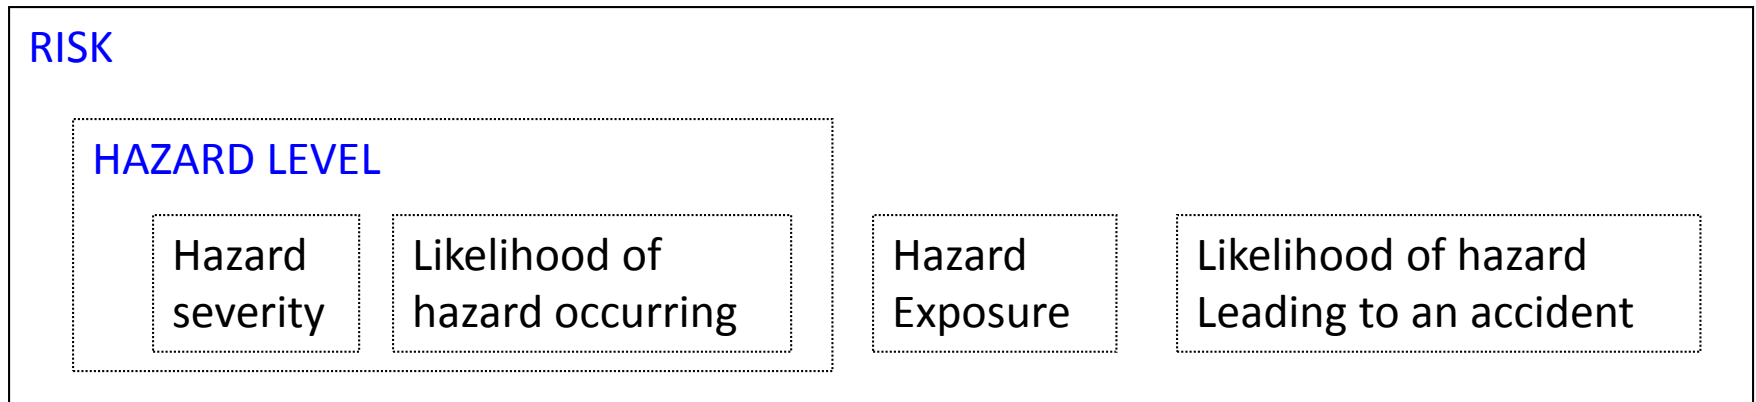 RISK
HAZARD LEVEL
Hazard
severity
Likelihood of
hazard occurring
Hazard
Exposure
Likelihood of hazard
Leading to an accident